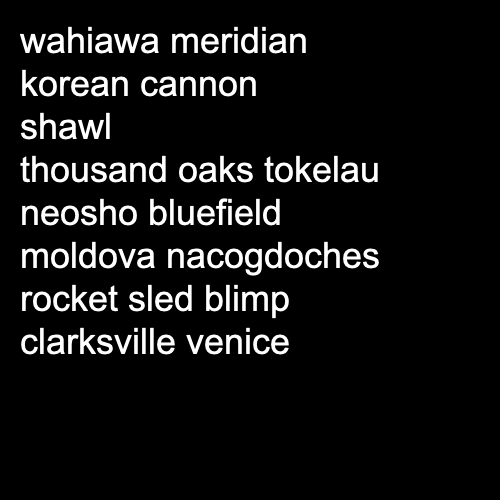 wahiawa meridian
korean cannon
shawl
thousand oaks tokelau
neosho bluefield
moldova nacogdoches
rocket sled blimp
clarksville venice